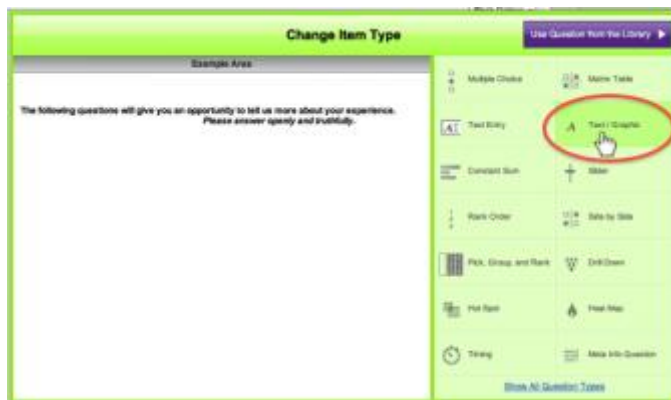 Change Item Type
Use Question from the Library
Example Area
The following questions will give you an opportunity to tell us more about your experience.
Please answer openly and truthfully.
Multiple Choice
Matrix Table
Text Entry
Text / Graphic
Constant Sum
Slider
Rank Order
Side by Side
Pick, Group, and Rank
Drill Down
Hot Spot
Heat Map
Timing
Meta Info Question
Show All Question Types